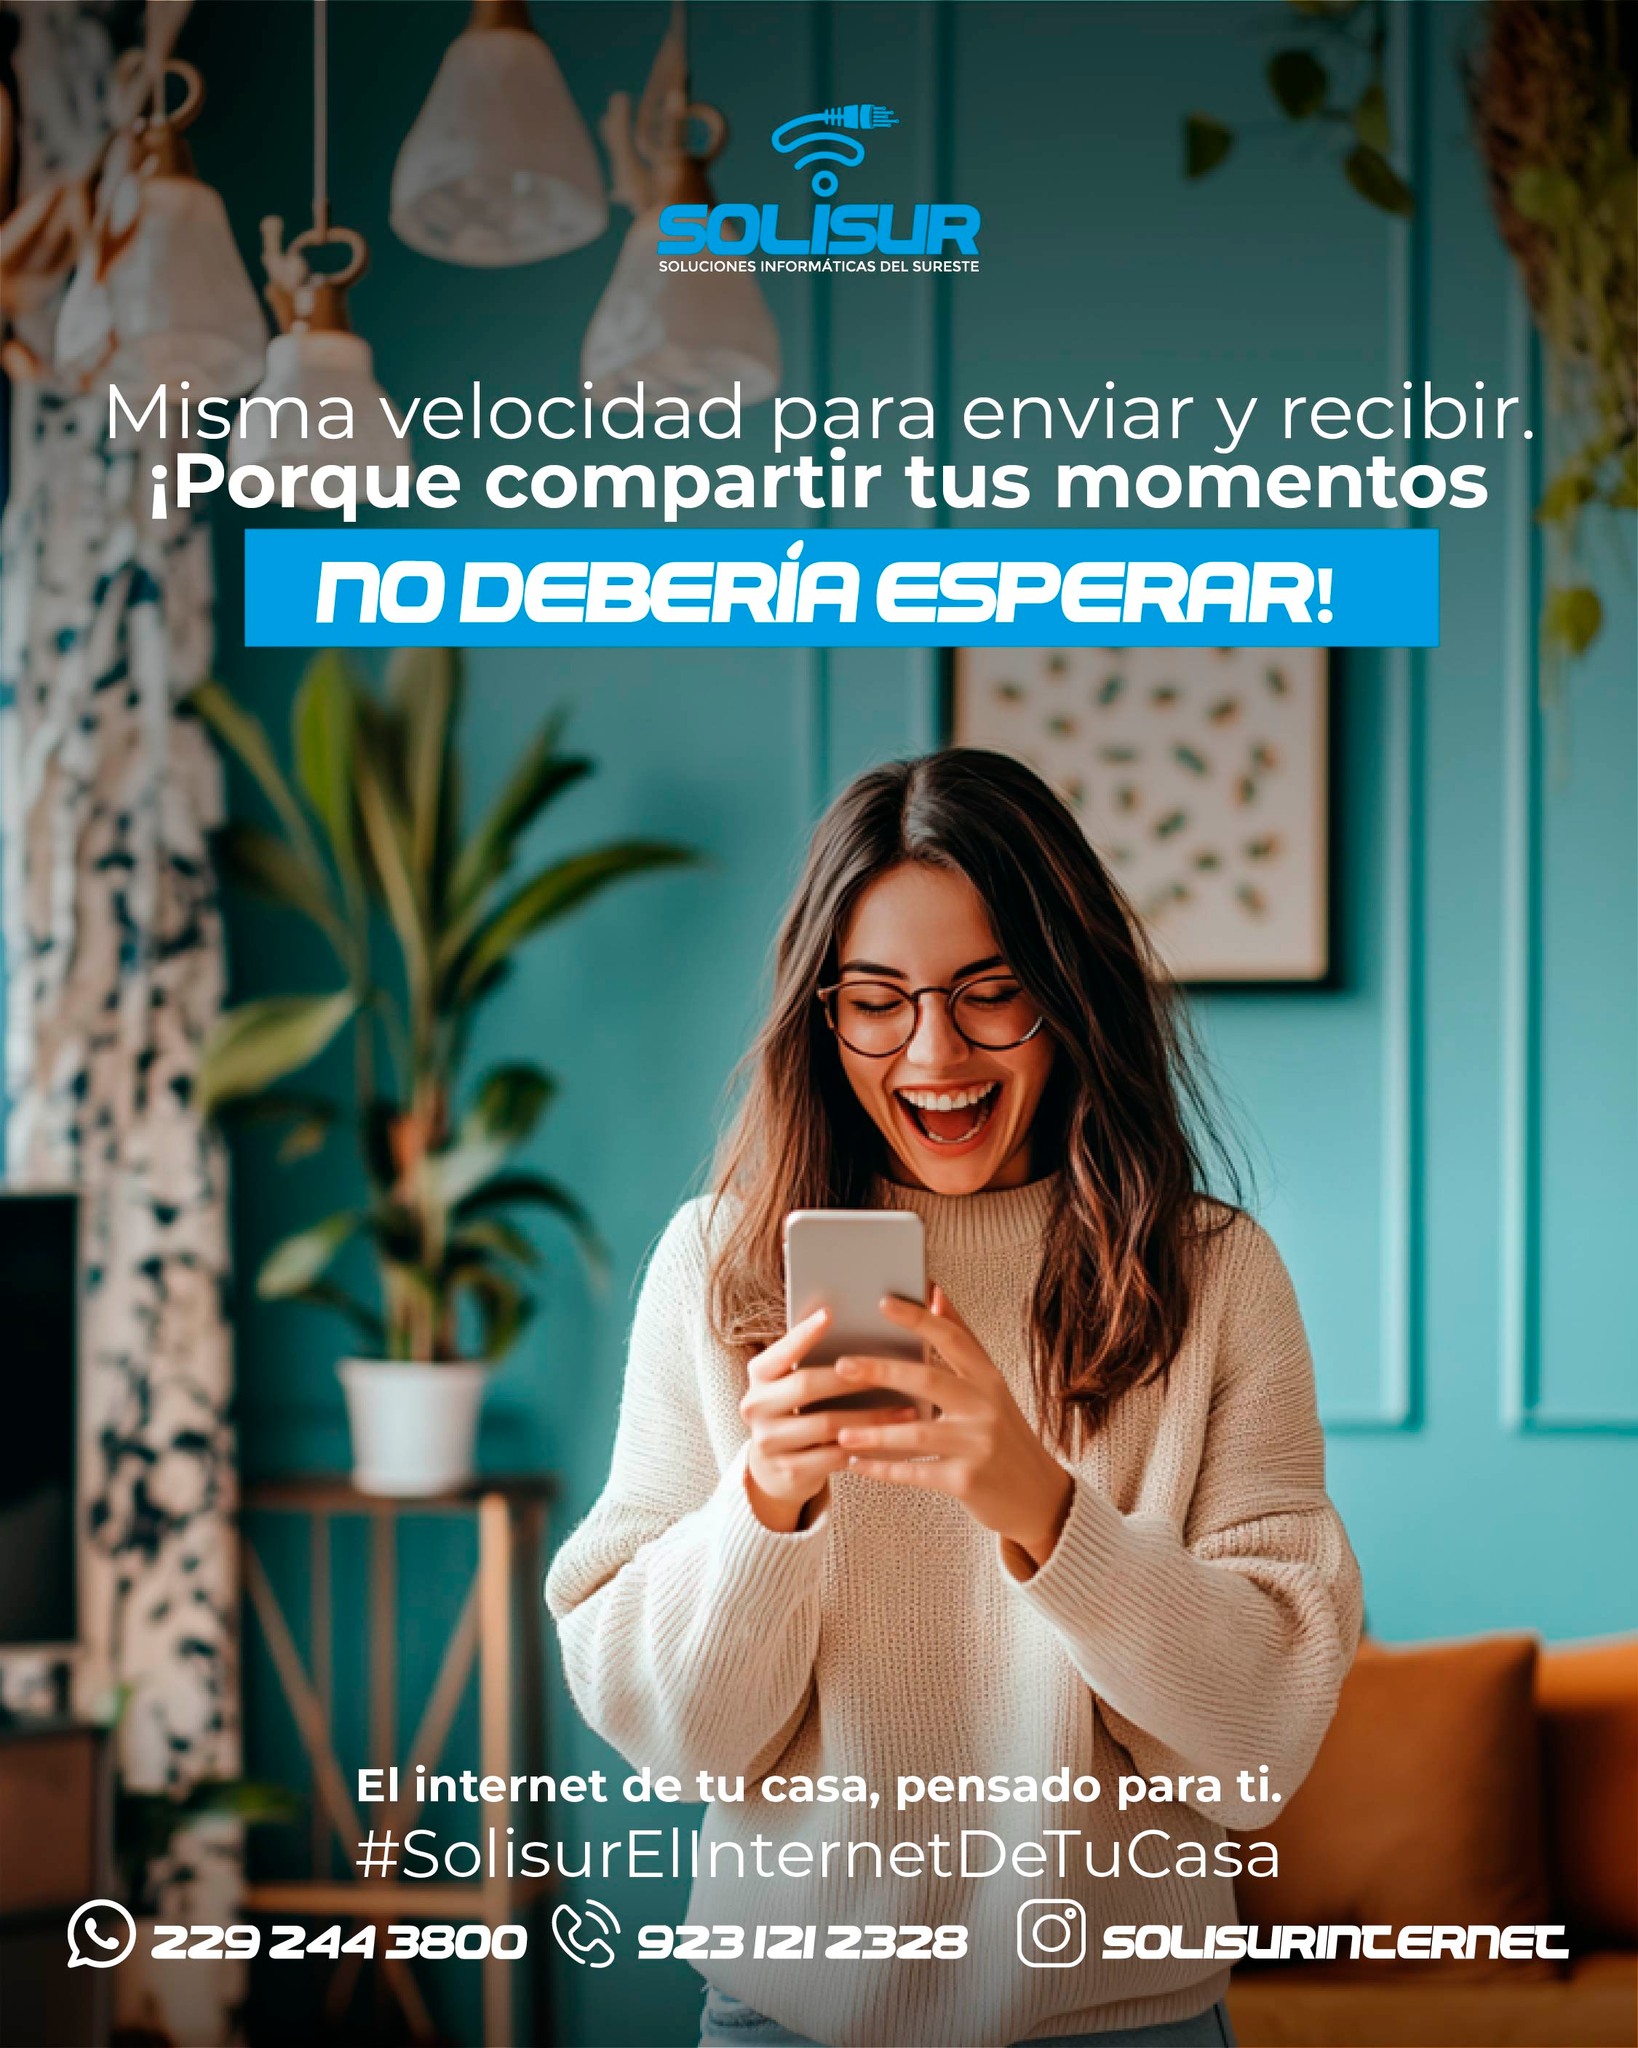 SOLISUR
SOLUCIONES INFORMÁTICAS DEL SURESTE
Misma velocidad para enviar y recibir.
¡Porque compartir tus momentos
NO DEBERÍA ESPERAR!
El internet de tu casa, pensado para ti.
#SolisurElInternetDeTuCasa
229 244 3800 923 121 2328 SOLISURINTERNET